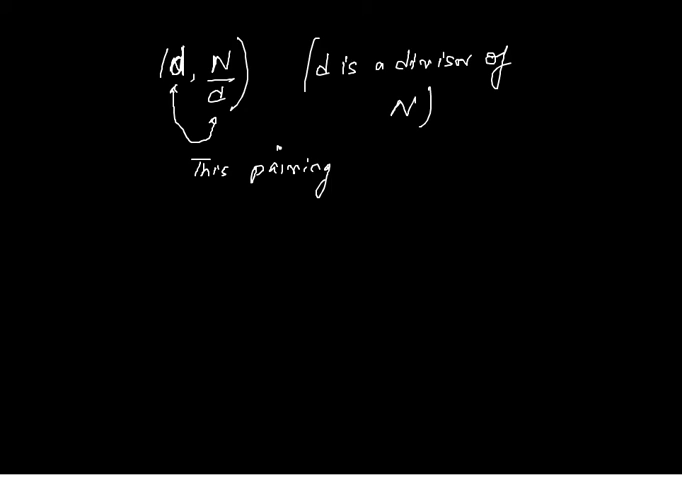 (d, N/d) (d is a divisor of
N)
This pairing